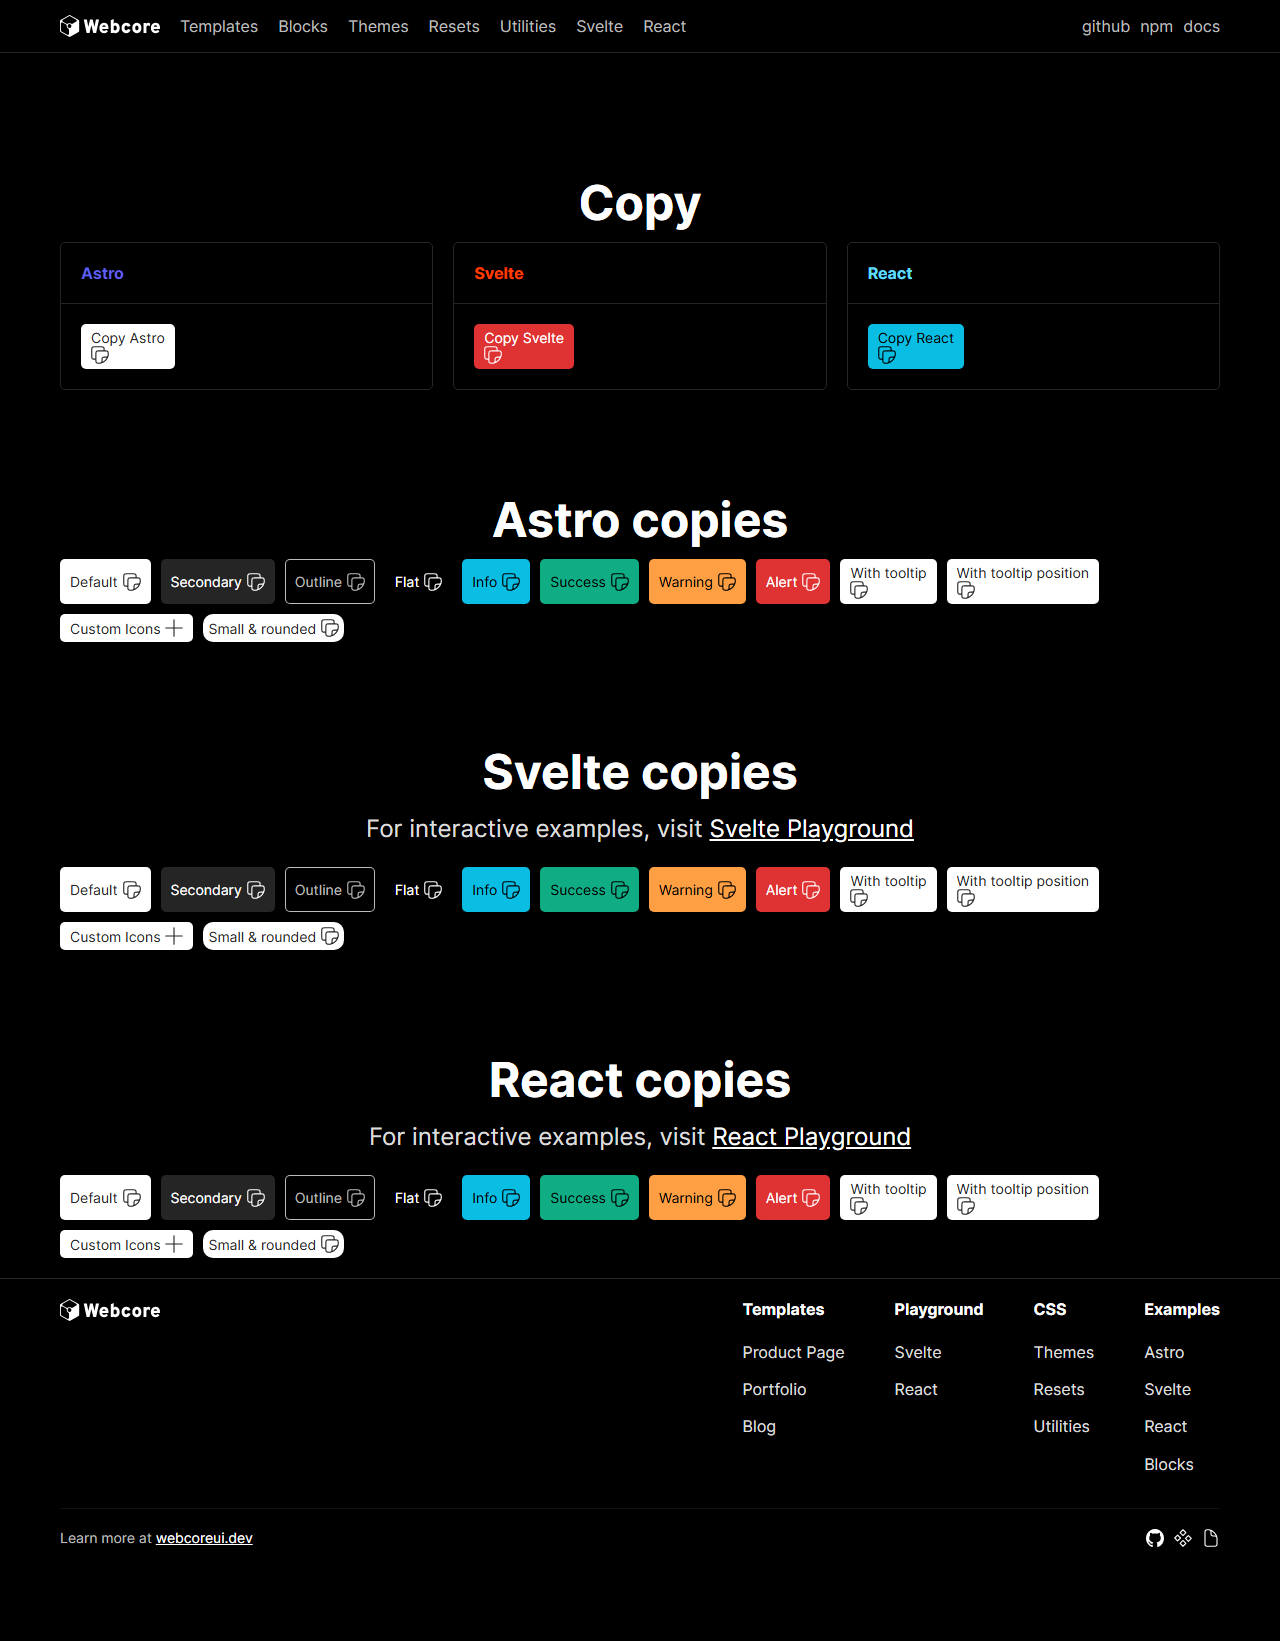 Webcore Templates Blocks Themes Resets Utilities Svelte React github npm docs
Copy
Astro Svelte React
Copy Astro Copy Svelte Copy React
Astro copies
Default Secondary Outline Flat Info Success Warning Alert With tooltip With tooltip position
Custom Icons Small & rounded
Svelte copies
For interactive examples, visit Svelte Playground
Default Secondary Outline Flat Info Success Warning Alert With tooltip With tooltip position
Custom Icons Small & rounded
React copies
For interactive examples, visit React Playground
Default Secondary Outline Flat Info Success Warning Alert With tooltip With tooltip position
Custom Icons Small & rounded
Webcore Templates Playground CSS Examples
Product Page Svelte Themes Astro
Portfolio React Resets Svelte
Blog Utilities React
Blocks
Learn more at webcoreui.dev